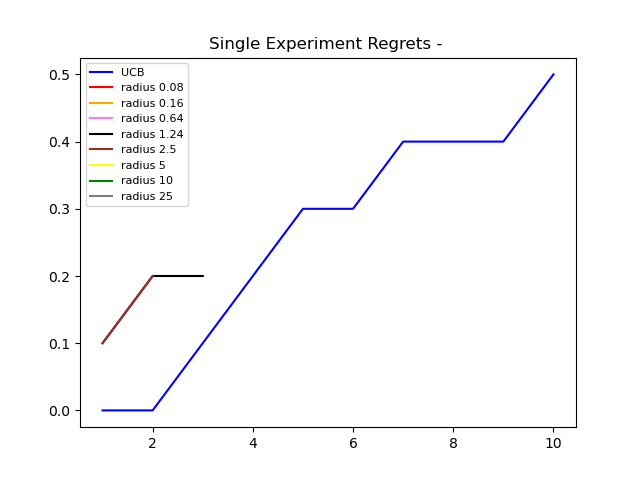 Single Experiment Regrets -
UCB
radius 0.08
radius 0.16
radius 0.64
radius 1.24
radius 2.5
radius 5
radius 10
radius 25
0.5
0.4
0.3
0.2
0.1
0.0
2 4 6 8 10